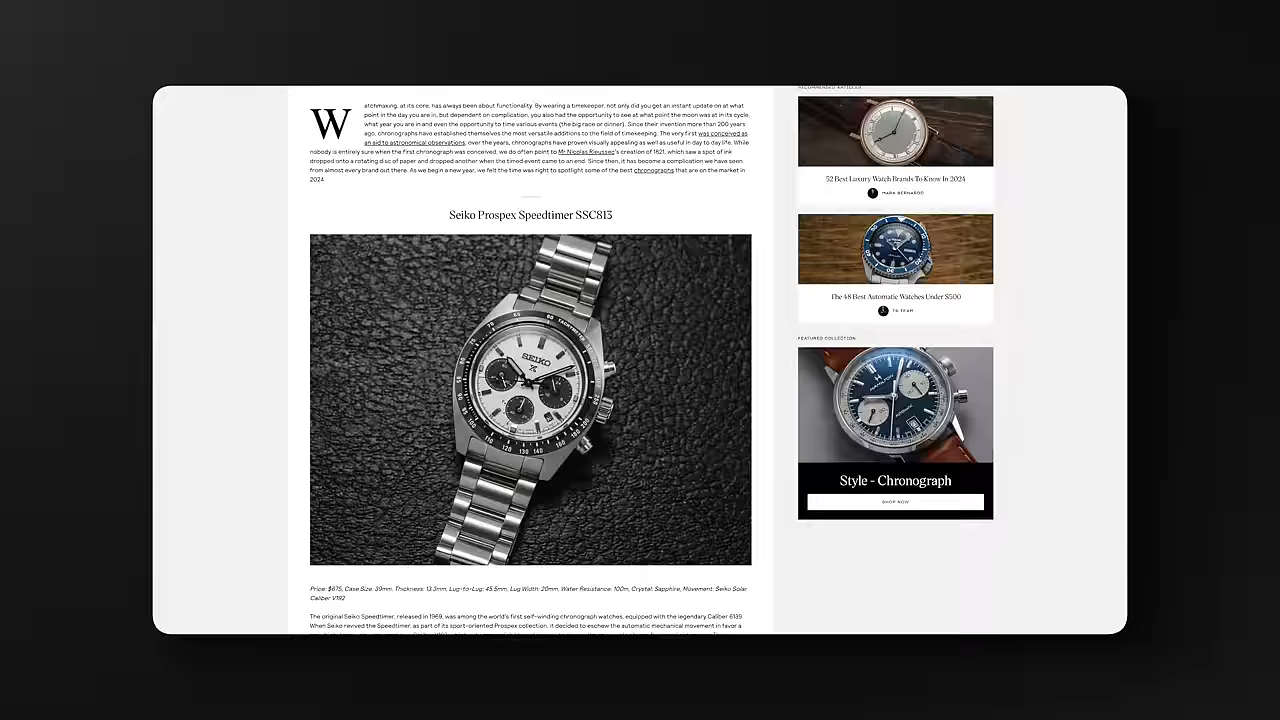 Watchmaking, at its core, has always been about functionality. By wearing a timekeeper, not only did you get an instant update on at what
point in the day you are in, but dependent on complication, you also had the opportunity to see at what point the moon was at in its cycle,
what year you are in and even the opportunity to time various events (the big race or dinner). Since their invention more than 200 years
ago, chronographs have established themselves the most versatile additions to the field of timekeeping. The very first was conceived as
an aid to astronomical observations; over the years, chronographs have proven visually appealing as well as useful in day to day life. While
nobody is entirely sure when the first chronograph was conceived, we do often point to Mr Nicolas Rieussec's creation of 1821, which saw a spot of ink
dropped onto a rotating disc of paper and dropped another when the timed event came to an end. Since then, it has become a complication we have seen
from almost every brand out there. As we begin a new year, we felt the time was right to spotlight some of the best chronographs that are on the market in
2024
Seiko Prospex Speedtimer SSC813
SEIKO
TACHYMETER
60
65
70
110
120
130
140
Price: $675, Case Size: 39mm, Thickness: 13.3mm, Lug-to-Lug: 45.5mm, Lug Width: 20mm, Water Resistance: 100m, Crystal: Sapphire, Movement: Seiko Solar
Caliber V192
The original Seiko Speedtimer, released in 1969, was among the world's first self-winding chronograph watches, equipped with the legendary Caliber 6139.
When Seiko revived the Speedtimer, as part of its sport-oriented Prospex collection, it decided to eschew the automatic mechanical movement in favor a
RECOMMENDED ARTICLES
52 Best Luxury Watch Brands To Know In 2024
MARK BERNARDO
The 48 Best Automatic Watches Under $500
TB TEAM
FEATURED COLLECTION
HAMILTON
AUTOMATIC
Style - Chronograph
SHOP NOW